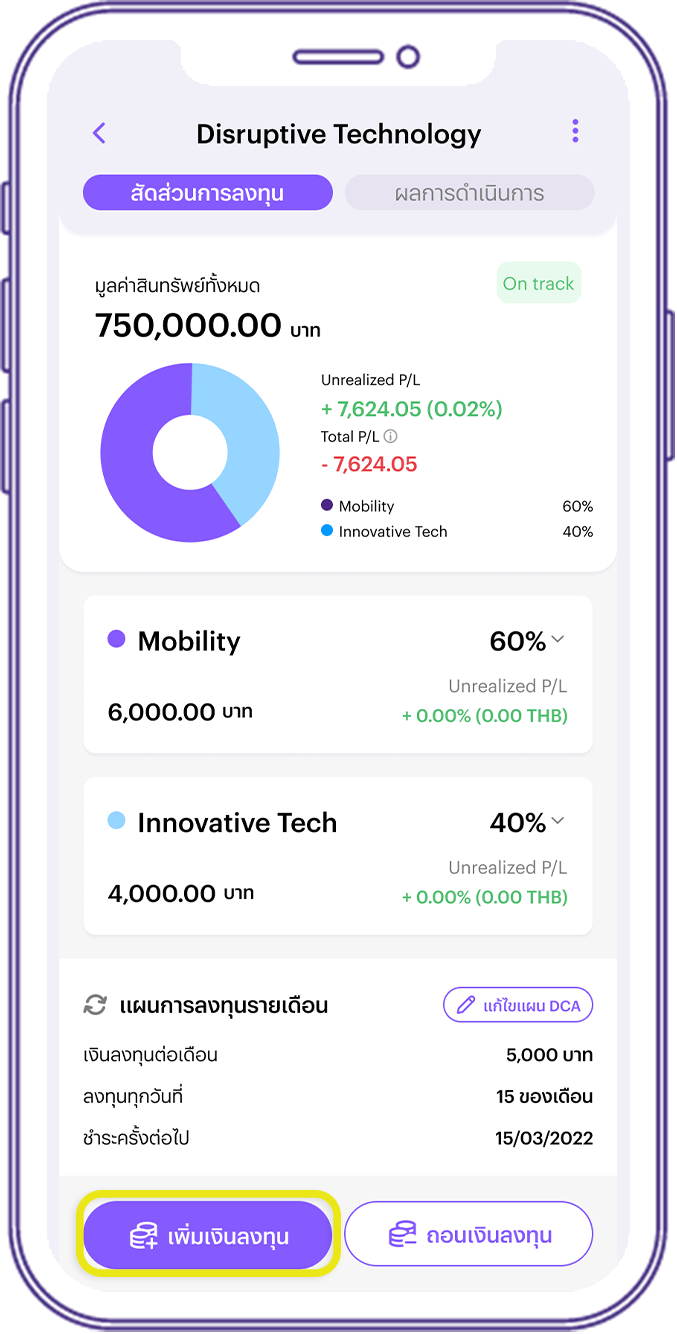 Disruptive Technology
สัดส่วนการลงทุน
ผลการดำเนินการ
มูลค่าสินทรัพย์ทั้งหมด
On track
750,000.00 บาท
Unrealized P/L
+ 7,624.05 (0.02%)
Total P/L
- 7,624.05
Mobility 60%
Innovative Tech 40%
Mobility 60%
Unrealized P/L
6,000.00 บาท
+ 0.00% (0.00 THB)
Innovative Tech 40%
Unrealized P/L
4,000.00 บาท
+ 0.00% (0.00 THB)
แผนการลงทุนรายเดือน
แก้ไขแผน DCA
เงินลงทุนต่อเดือน 5,000 บาท
ลงทุนทุกวันที่ 15 ของเดือน
ชำระครั้งต่อไป 15/03/2022
เพิ่มเงินลงทุน
ถอนเงินลงทุน